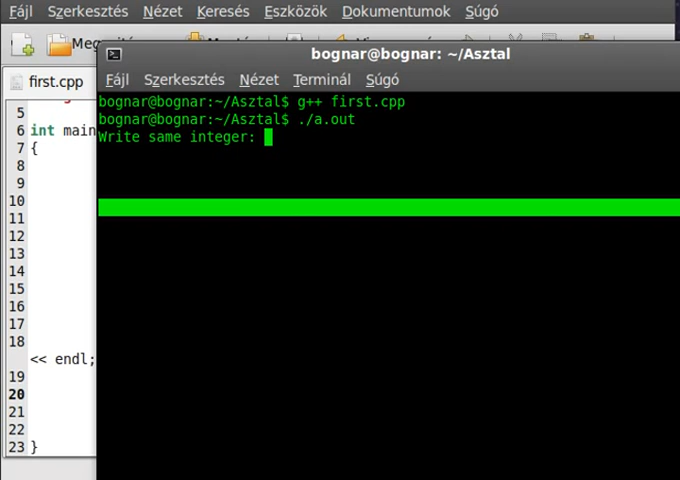 Fájl Szerkesztés Nézet Keresés Eszközök Dokumentumok Súgó
bognar@bognar: ~/Asztal
first.cpp
Fájl Szerkesztés Nézet Terminál Súgó
bognar@bognar:~/Asztal$ g++ first.cpp
bognar@bognar:~/Asztal$ ./a.out
Write same integer:
5
6 int main
7 {
8
9
10
11
12
13
14
15
16
17
18
<< endl;
19
20
21
22
23 }